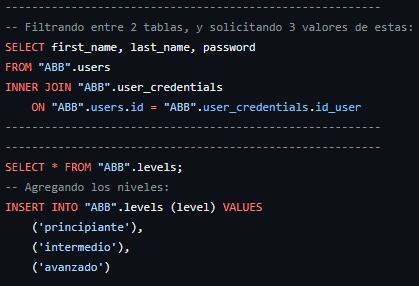 ----------------------------------------------------------
-- Filtrando entre 2 tablas, y solicitando 3 valores de estas:
SELECT first_name, last_name, password
FROM "ABB".users
INNER JOIN "ABB".user_credentials
    ON "ABB".users.id = "ABB".user_credentials.id_user
----------------------------------------------------------
----------------------------------------------------------
SELECT * FROM "ABB".levels;
-- Agregando los niveles:
INSERT INTO "ABB".levels (level) VALUES
    ('principiante'),
    ('intermedio'),
    ('avanzado')